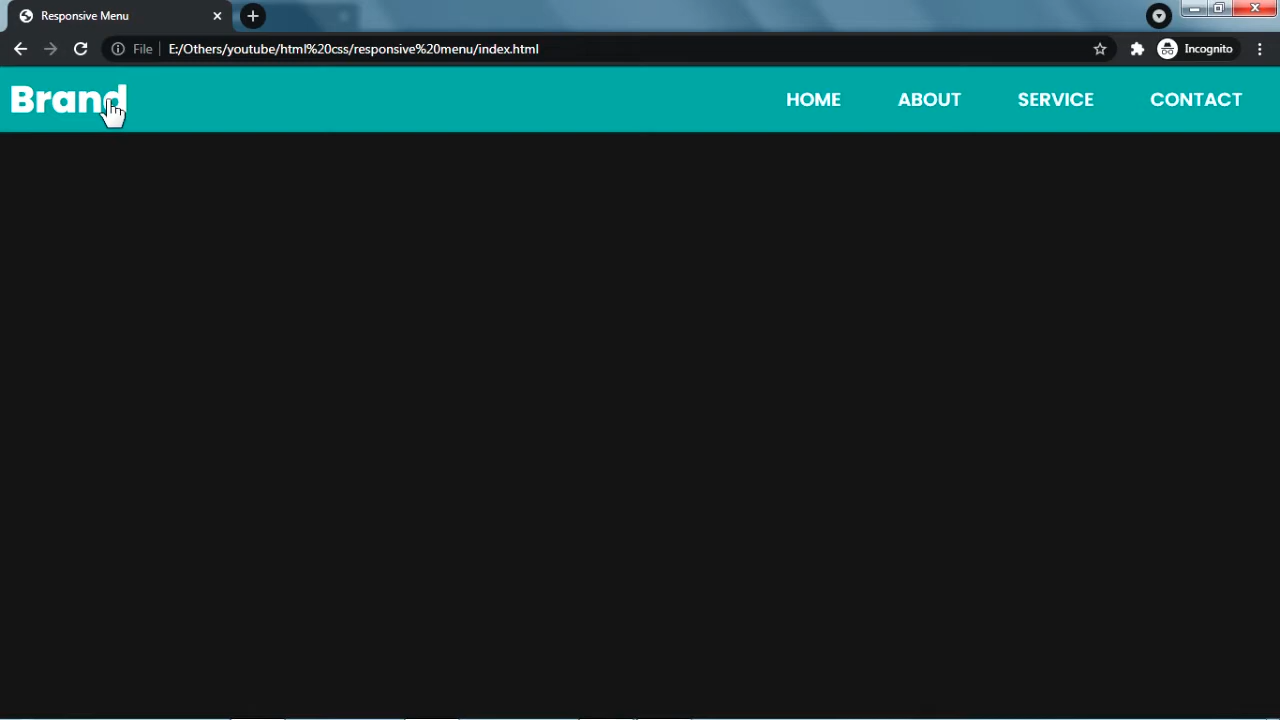 Responsive Menu
File E:/Others/youtube/html%20css/responsive%20menu/index.html
Incognito
Brand HOME ABOUT SERVICE CONTACT